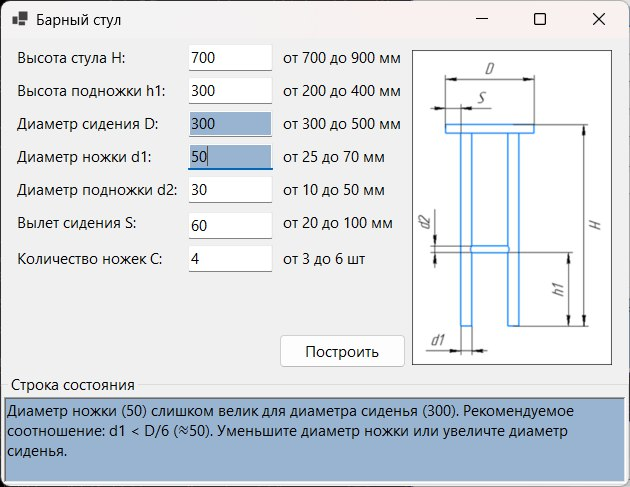 Барный стул
Высота стула H: 700 от 700 до 900 мм
Высота подножки h1: 300 от 200 до 400 мм
Диаметр сидения D: 300 от 300 до 500 мм
Диаметр ножки d1: 50 от 25 до 70 мм
Диаметр подножки d2: 30 от 10 до 50 мм
Вылет сидения S: 60 от 20 до 100 мм
Количество ножек C: 4 от 3 до 6 шт
D
S
d2
H
h1
d1
Построить
Строка состояния
Диаметр ножки (50) слишком велик для диаметра сиденья (300). Рекомендуемое
соотношение: d1 < D/6 (≈50). Уменьшите диаметр ножки или увеличте диаметр
сиденья.